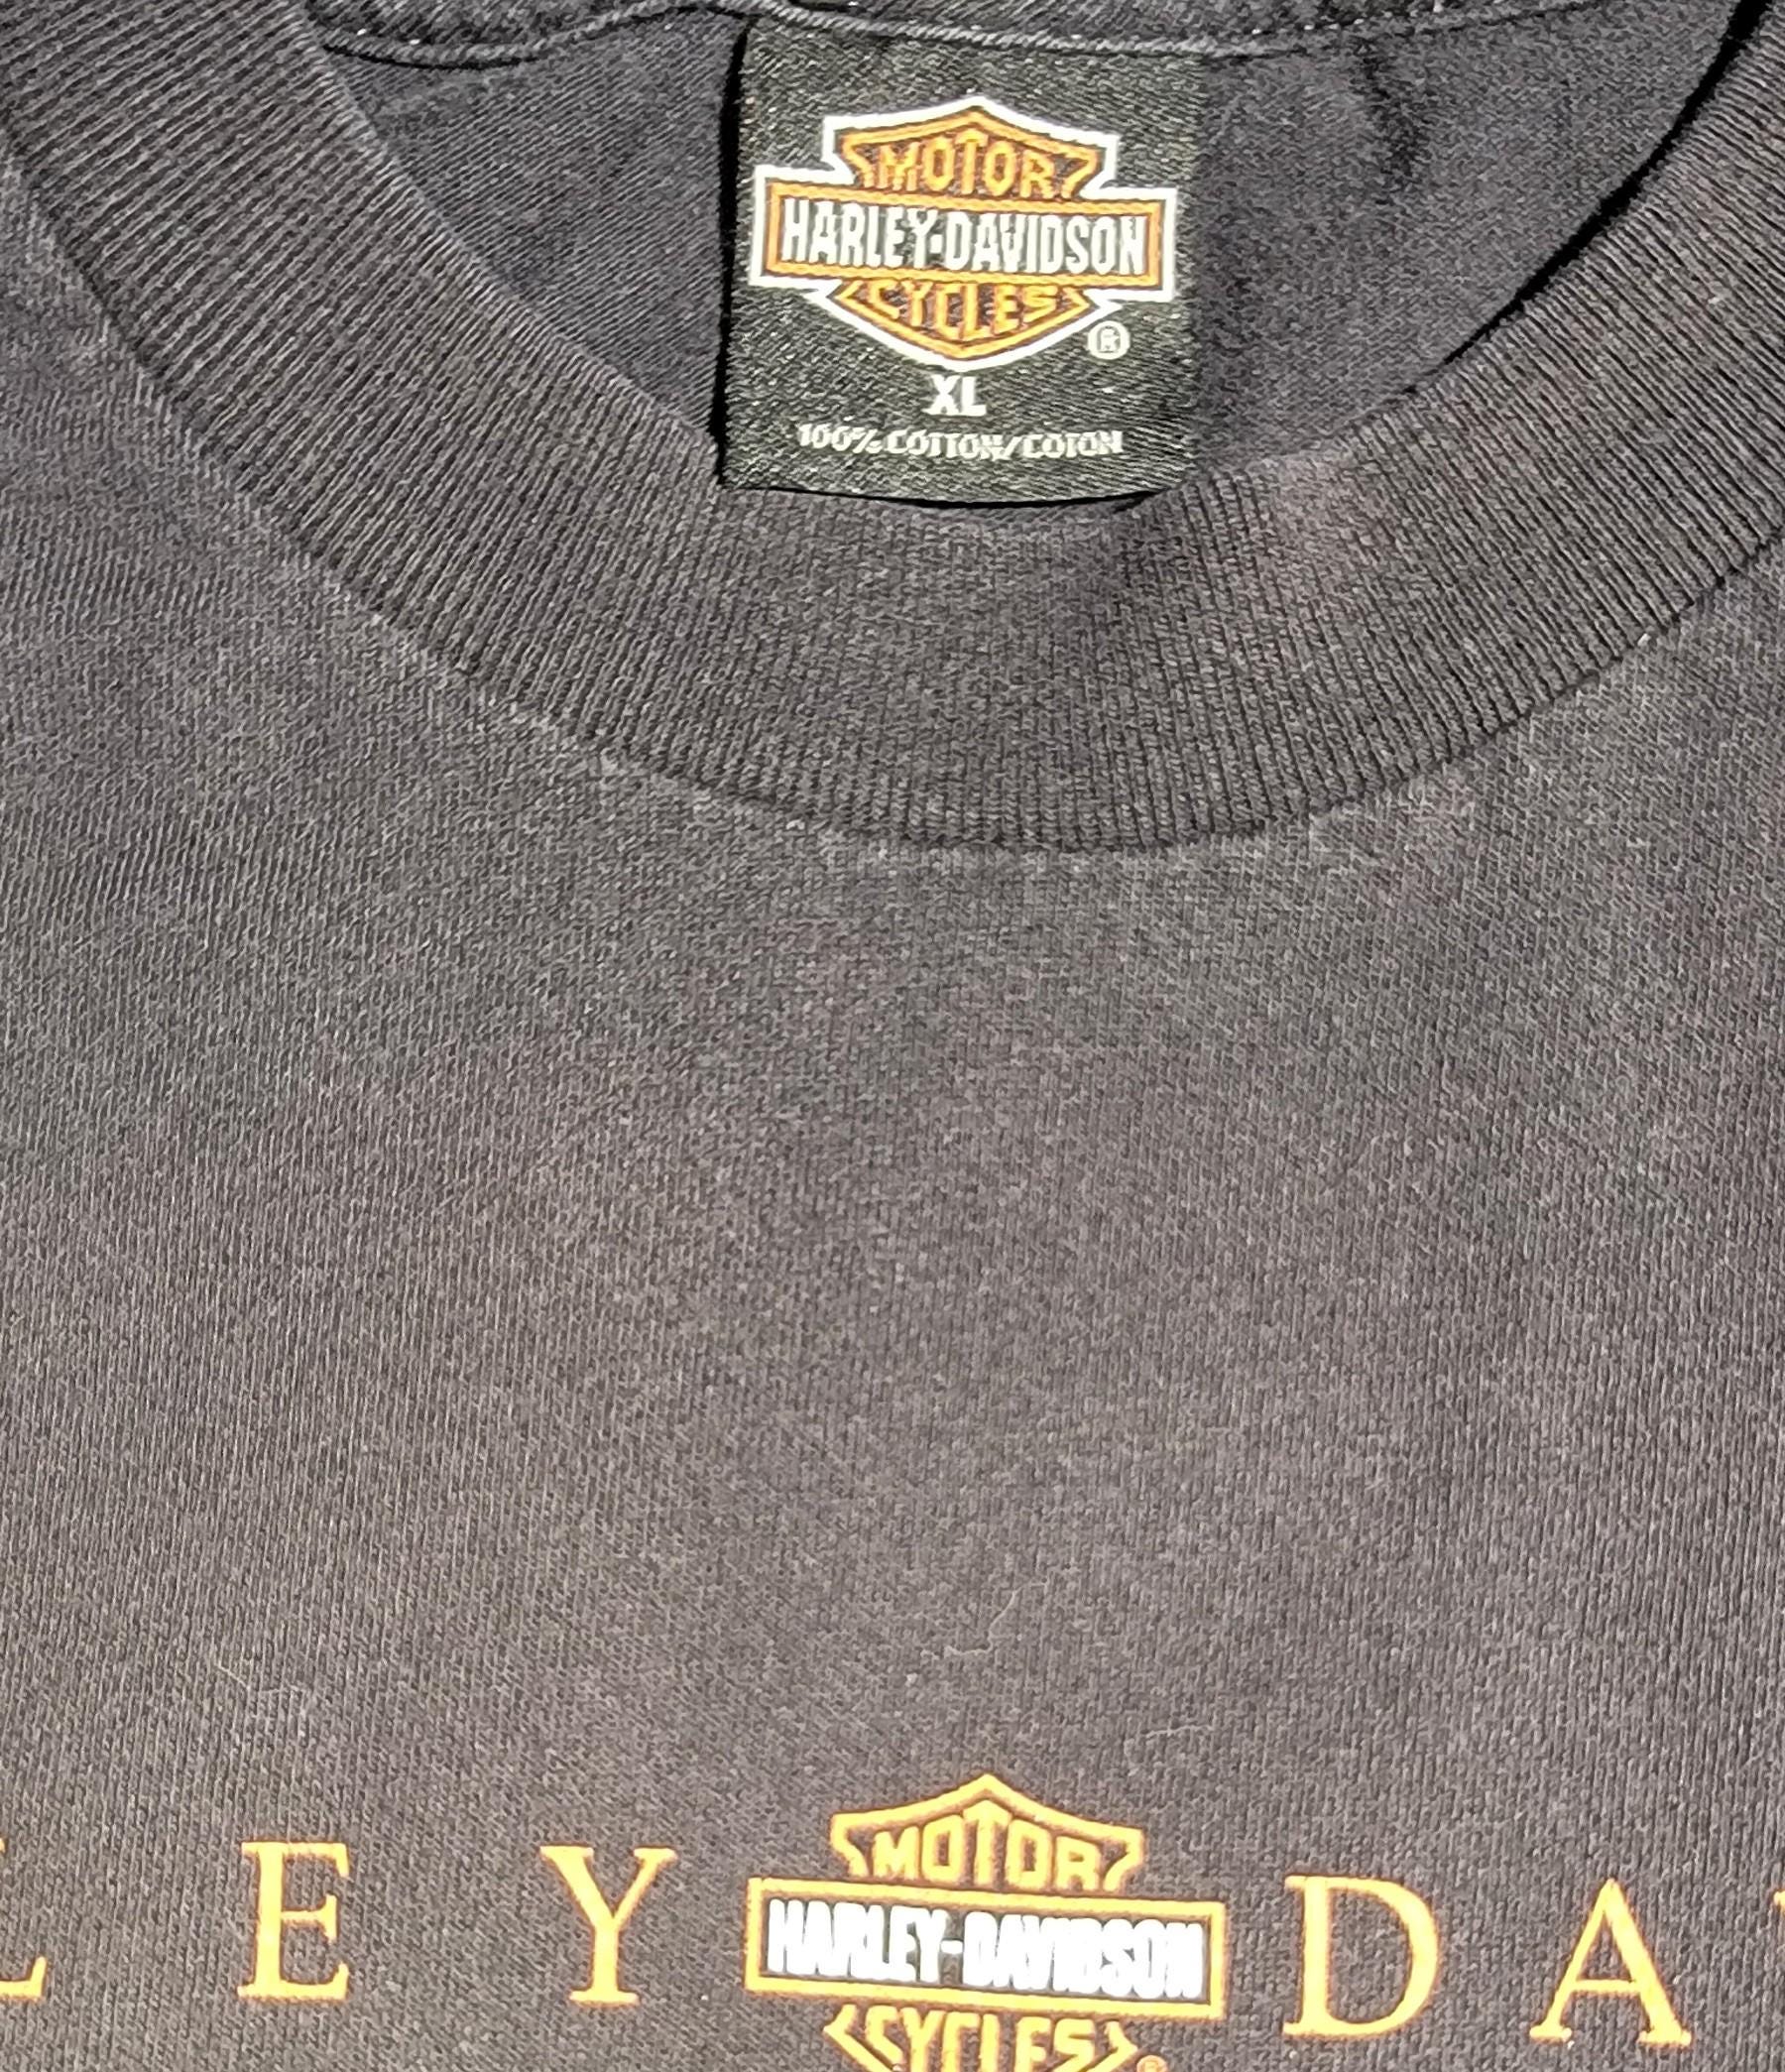 MOTOR
HARLEY-DAVIDSON
CYCLES
®
XL
100% COTTON/COTON
L E Y
MOTOR
HARLEY-DAVIDSON
CYCLES
®
D A